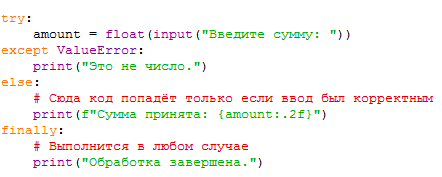 try:
    amount = float(input("Введите сумму: "))
except ValueError:
    print("Это не число.")
else:
    # Сюда код попадёт только если ввод был корректным
    print(f"Сумма принята: {amount:.2f}")
finally:
    # Выполнится в любом случае
    print("Обработка завершена.")